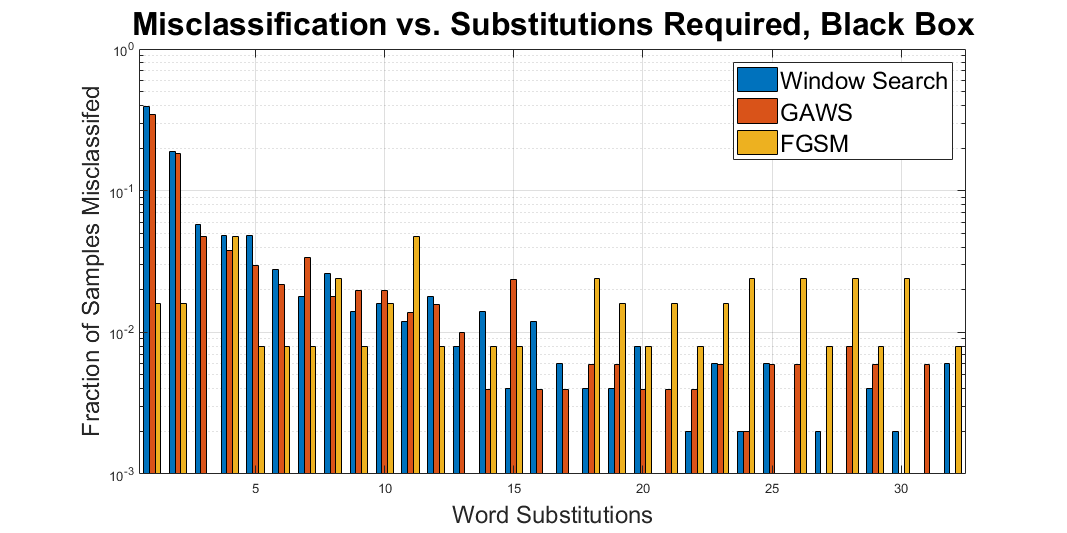 Misclassification vs. Substitutions Required, Black Box
Fraction of Samples Misclassifed
10^0
10^-1
10^-2
10^-3
Window Search
GAWS
FGSM
5 10 15 20 25 30
Word Substitutions